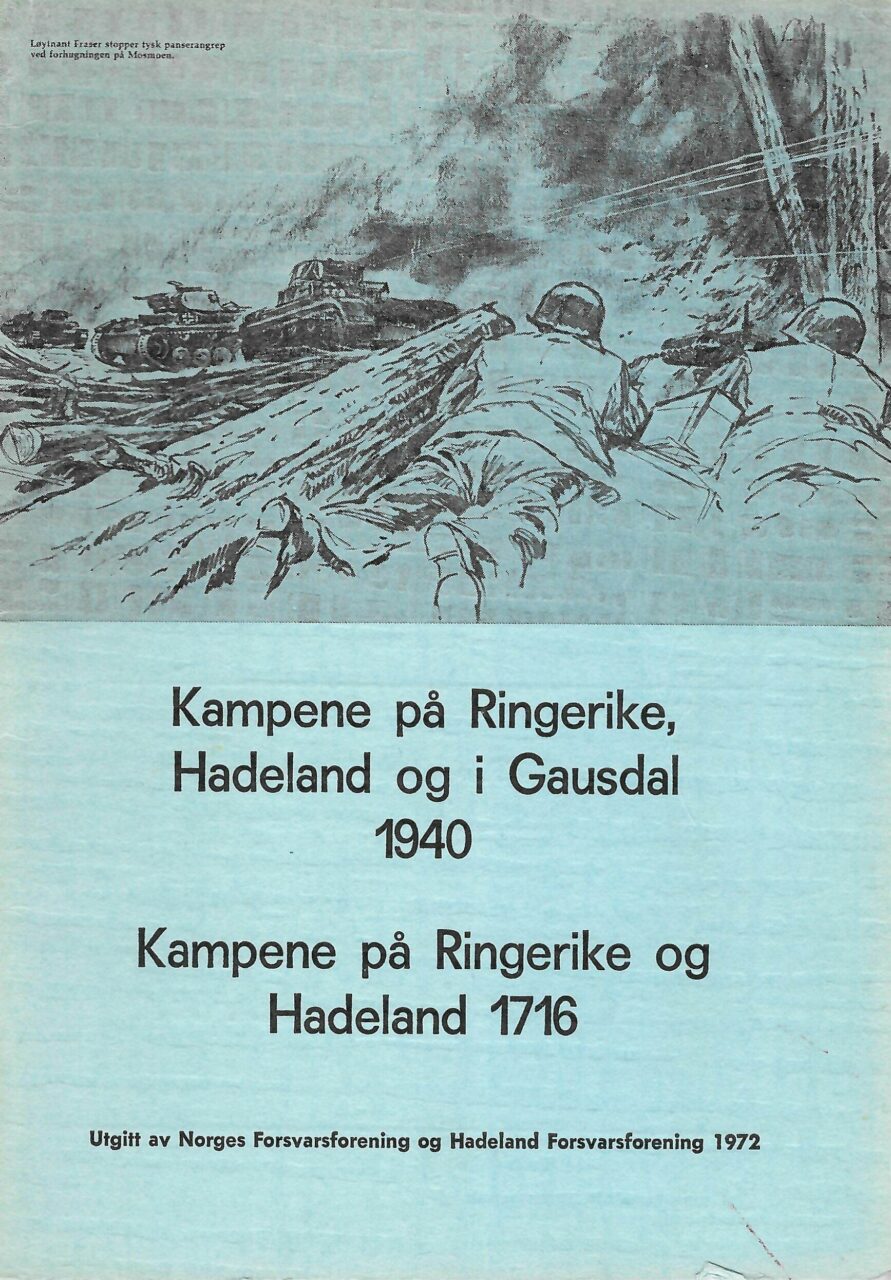 Løytnant Fraser stopper tysk panserangrep
ved forhugningen på Mosmoen.
Kampene på Ringerike,
Hadeland og i Gausdal
1940
Kampene på Ringerike og
Hadeland 1716
Utgitt av Norges Forsvarsforening og Hadeland Forsvarsforening 1972